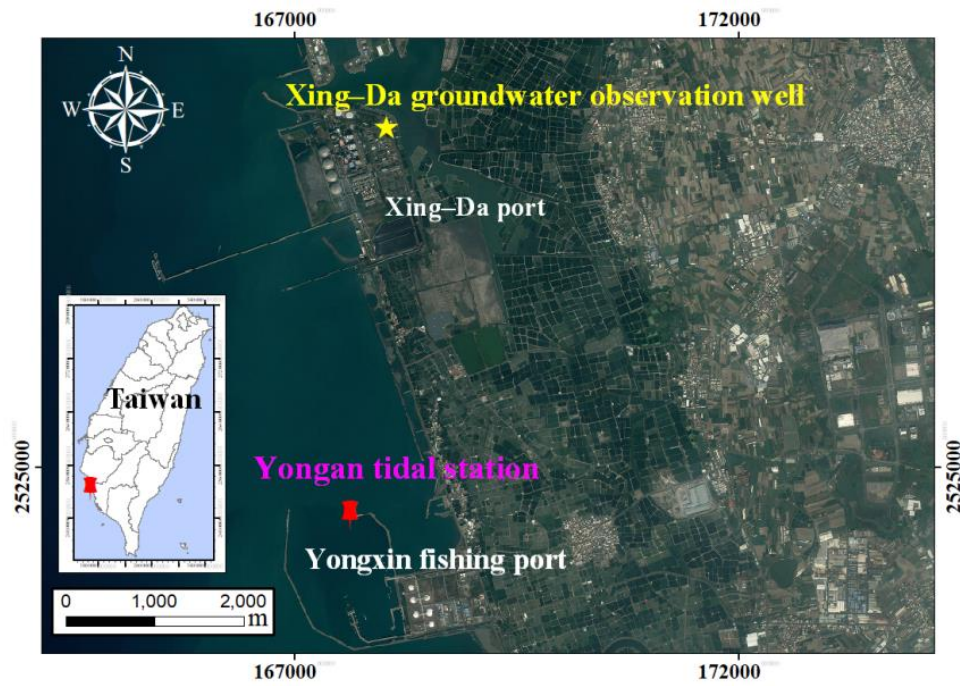 167000 172000
N
W E
S
Xing–Da groundwater observation well
Xing–Da port
Taiwan
Yongan tidal station
2525000 2525000
Yongxin fishing port
0 1,000 2,000
m
167000 172000